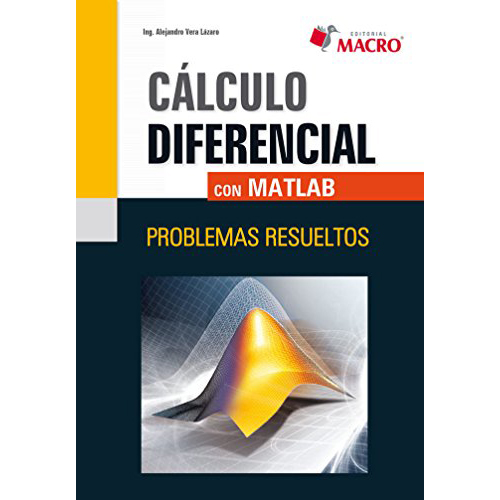 Ing. Alejandro Vera Lázaro
EDITORIAL
MACRO®
CÁLCULO
DIFERENCIAL
CON MATLAB
PROBLEMAS RESUELTOS